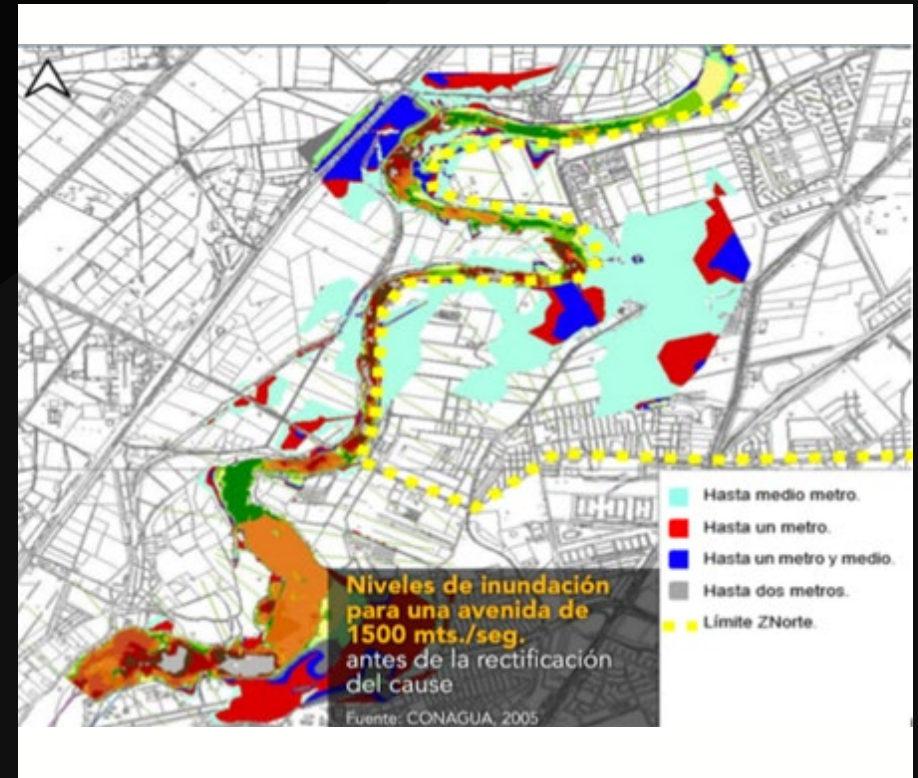 Hasta medio metro.
Hasta un metro.
Hasta un metro y medio.
Hasta dos metros.
Límite ZNorte.
Niveles de inundación
para una avenida de
1500 mts./seg.
antes de la rectificación
del cause
Fuente: CONAGUA, 2005